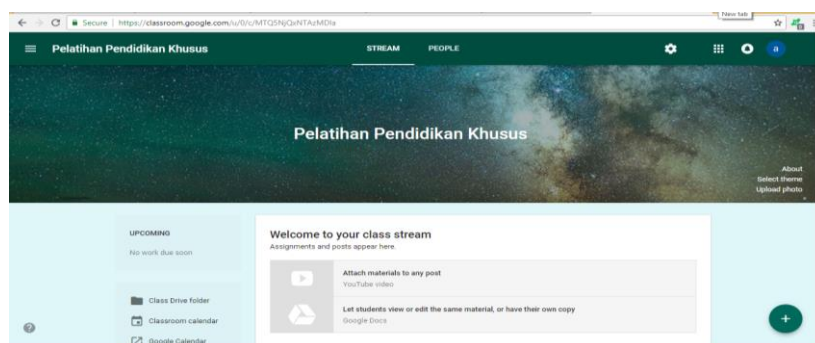 New tab
Secure | https://classroom.google.com/u/0/c/MTQ5NjQxNTAzMDla
Pelatihan Pendidikan Khusus
STREAM PEOPLE
a
Pelatihan Pendidikan Khusus
About
Select theme
Upload photo
UPCOMING
No work due soon
Class Drive folder
Classroom calendar
Google Calendar
Welcome to your class stream
Assignments and posts appear here.
Attach materials to any post
YouTube video
Let students view or edit the same material, or have their own copy
Google Docs